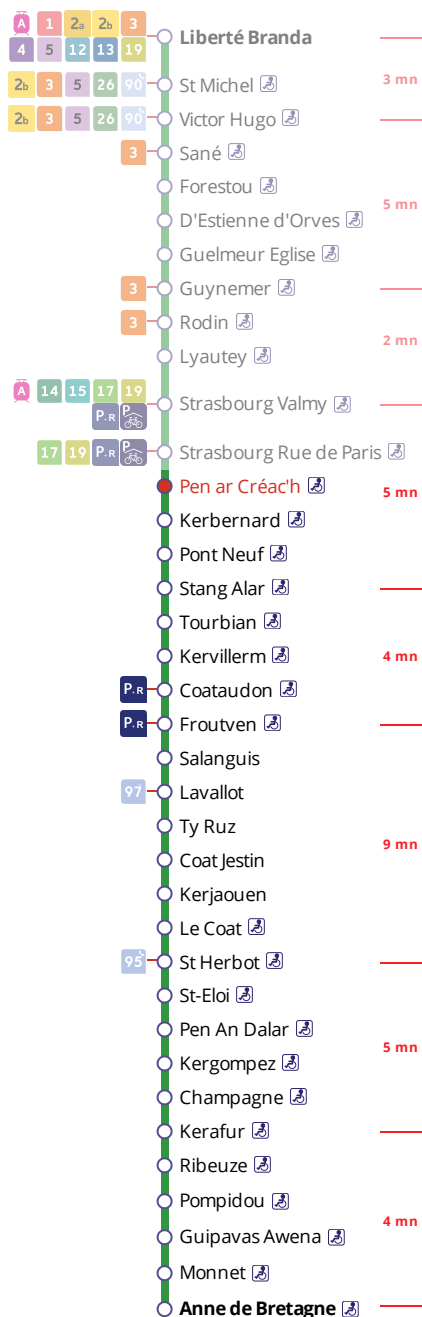 A 1 2a 2b 3
4 5 12 13 19
Liberté Branda
2b 3 5 26 90 St Michel
3 mn
2b 3 5 26 90 Victor Hugo
3 Sané
Forestou
D'Estienne d'Orves
5 mn
Guelmeur Eglise
3 Guynemer
3 Rodin
2 mn
Lyautey
A 14 15 17 19
P+R P
Strasbourg Valmy
17 19 P+R P Strasbourg Rue de Paris
Pen ar Créac'h
5 mn
Kerbernard
Pont Neuf
Stang Alar
Tourbian
Kervillerm
4 mn
P+R Coataudon
P+R Froutven
Salanguis
97 Lavallot
Ty Ruz
9 mn
Coat Jestin
Kerjaouen
Le Coat
95 St Herbot
St-Eloi
Pen An Dalar
5 mn
Kergompez
Champagne
Kerafur
Ribeuze
Pompidou
4 mn
Guipavas Awena
Monnet
Anne de Bretagne